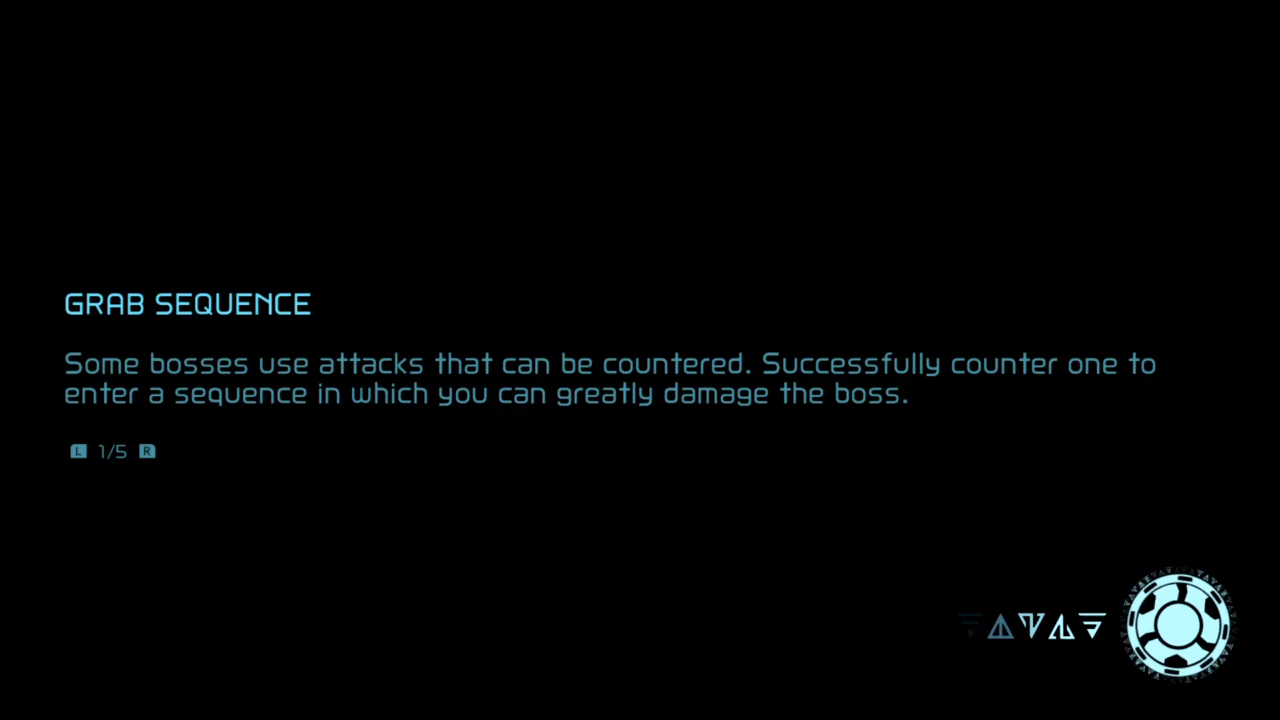 GRAB SEQUENCE
Some bosses use attacks that can be countered. Successfully counter one to
enter a sequence in which you can greatly damage the boss.
L 1/5 R